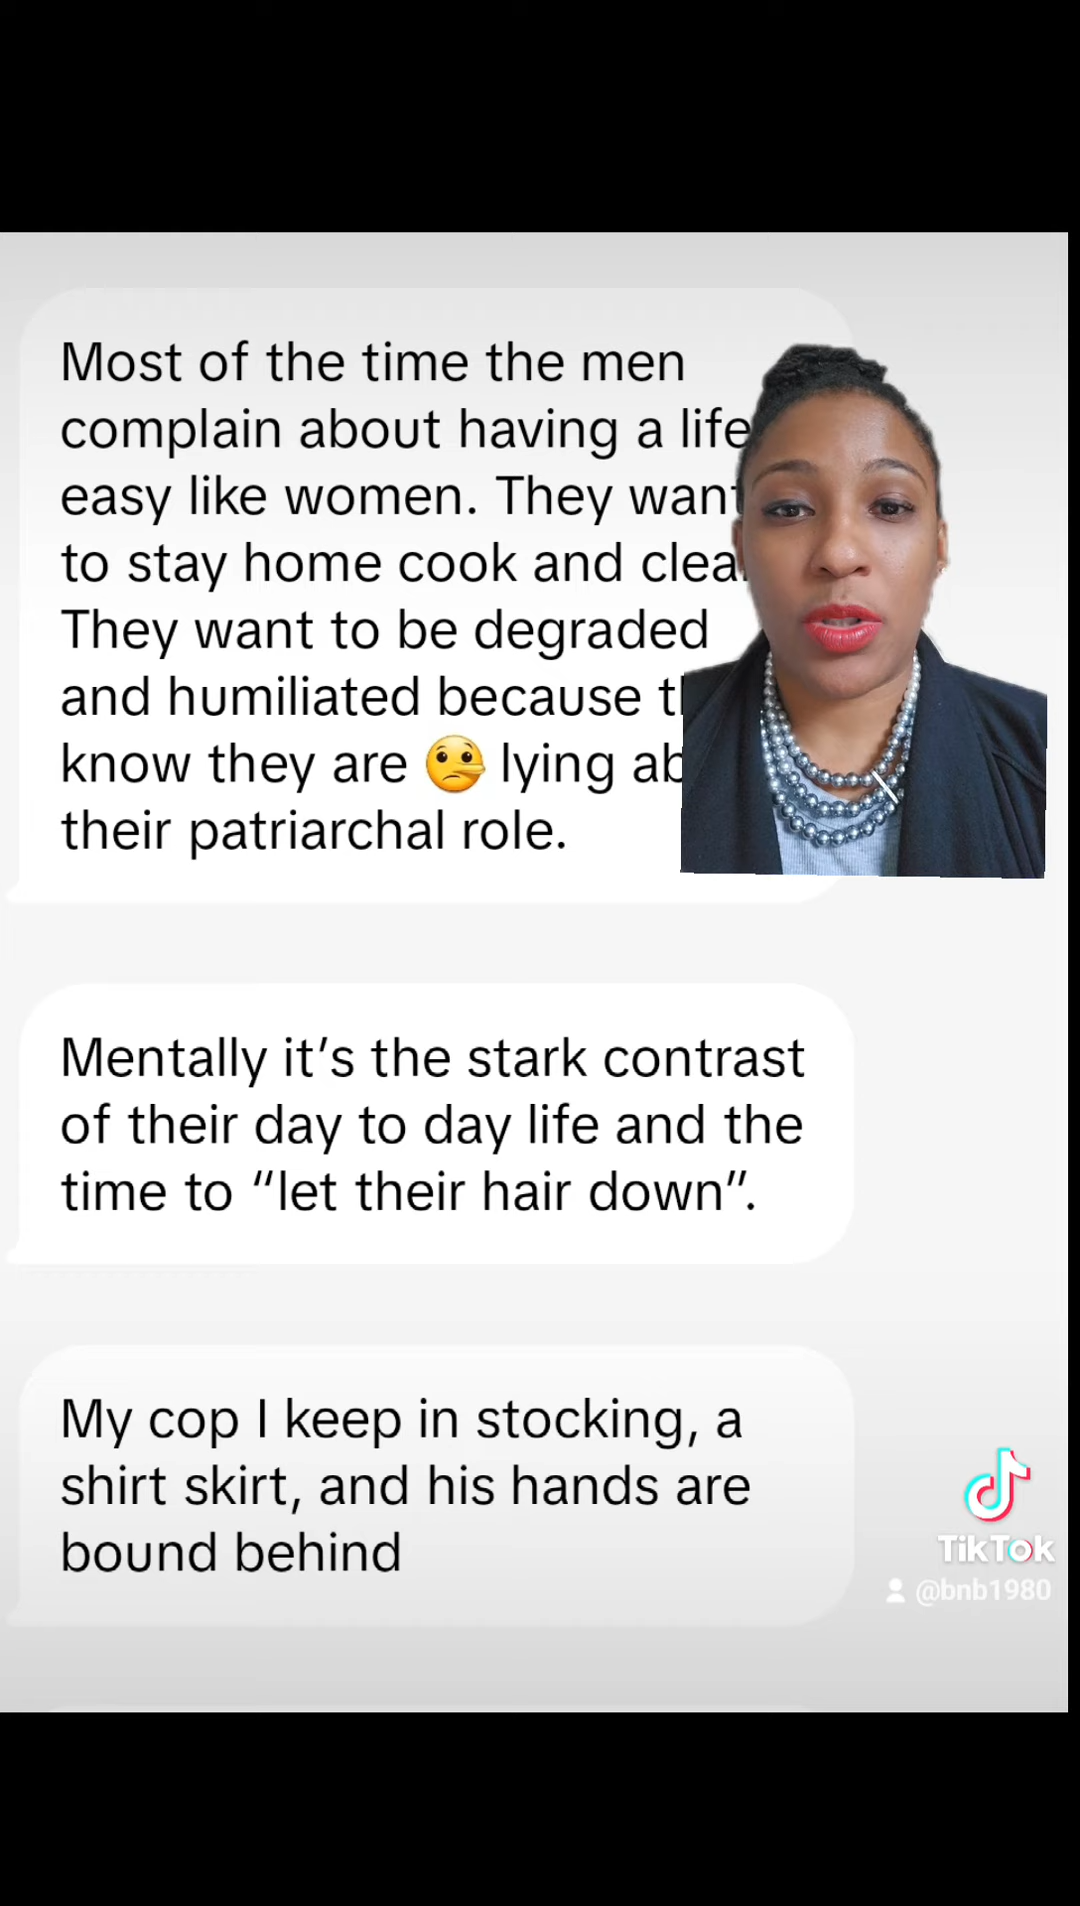 Most of the time the men
complain about having a life
easy like women. They want
to stay home cook and
They want to be degraded
and humiliated because
know they are 🤥 lying
their patriarchal role.
Mentally it’s the stark contrast
of their day to day life and the
time to “let their hair down”.
My cop I keep in stocking, a
shirt skirt, and his hands are
bound behind
TikTok
@bnb1980